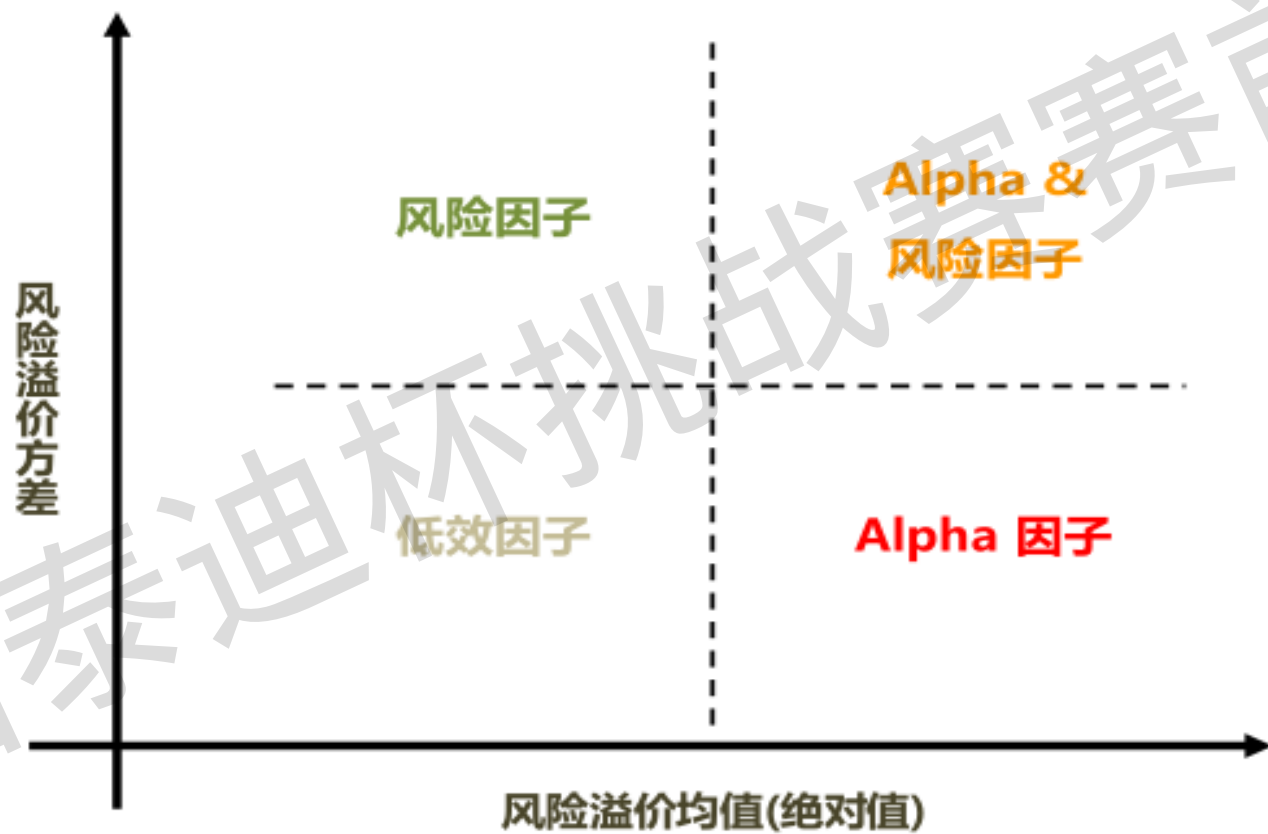 Alpha &
风险因子
风险因子
风险溢价方差
低效因子
Alpha 因子
风险溢价均值(绝对值)
泰迪杯挑战赛赛